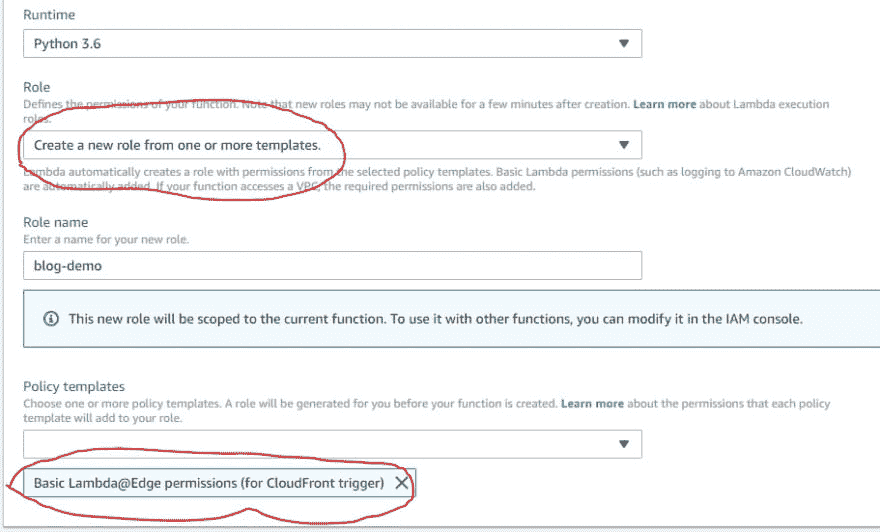 Runtime
Python 3.6
Role
Defines the permissions of your function. Note that new roles may not be available for a few minutes after creation. Learn more about Lambda execution
roles.
Create a new role from one or more templates.
Lambda automatically creates a role with permissions from the selected policy templates. Basic Lambda permissions (such as logging to Amazon CloudWatch)
are automatically added. If your function accesses a VPC, the required permissions are also added.
Role name
Enter a name for your new role.
blog-demo
This new role will be scoped to the current function. To use it with other functions, you can modify it in the IAM console.
Policy templates
Choose one or more policy templates. A role will be generated for you before your function is created. Learn more about the permissions that each policy
template will add to your role.
Basic Lambda@Edge permissions (for CloudFront trigger)